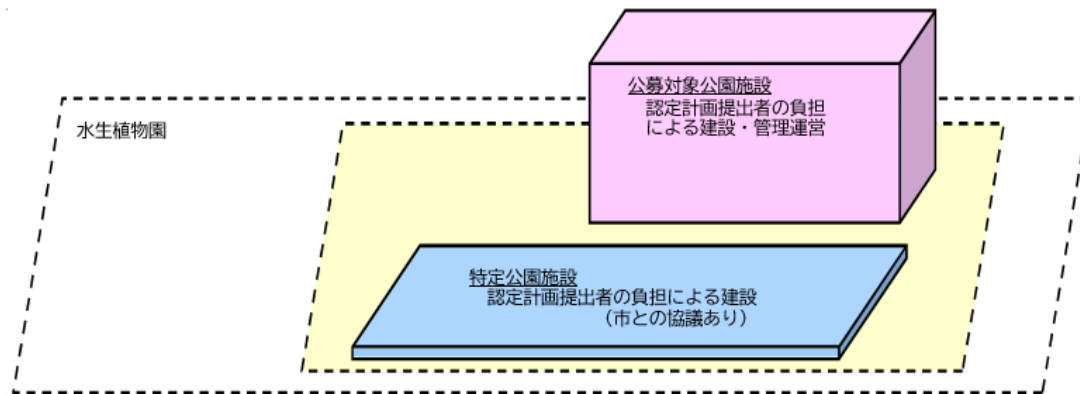 公募対象公園施設
認定計画提出者の負担
による建設・管理運営
水生植物園
特定公園施設
認定計画提出者の負担による建設
（市との協議あり）